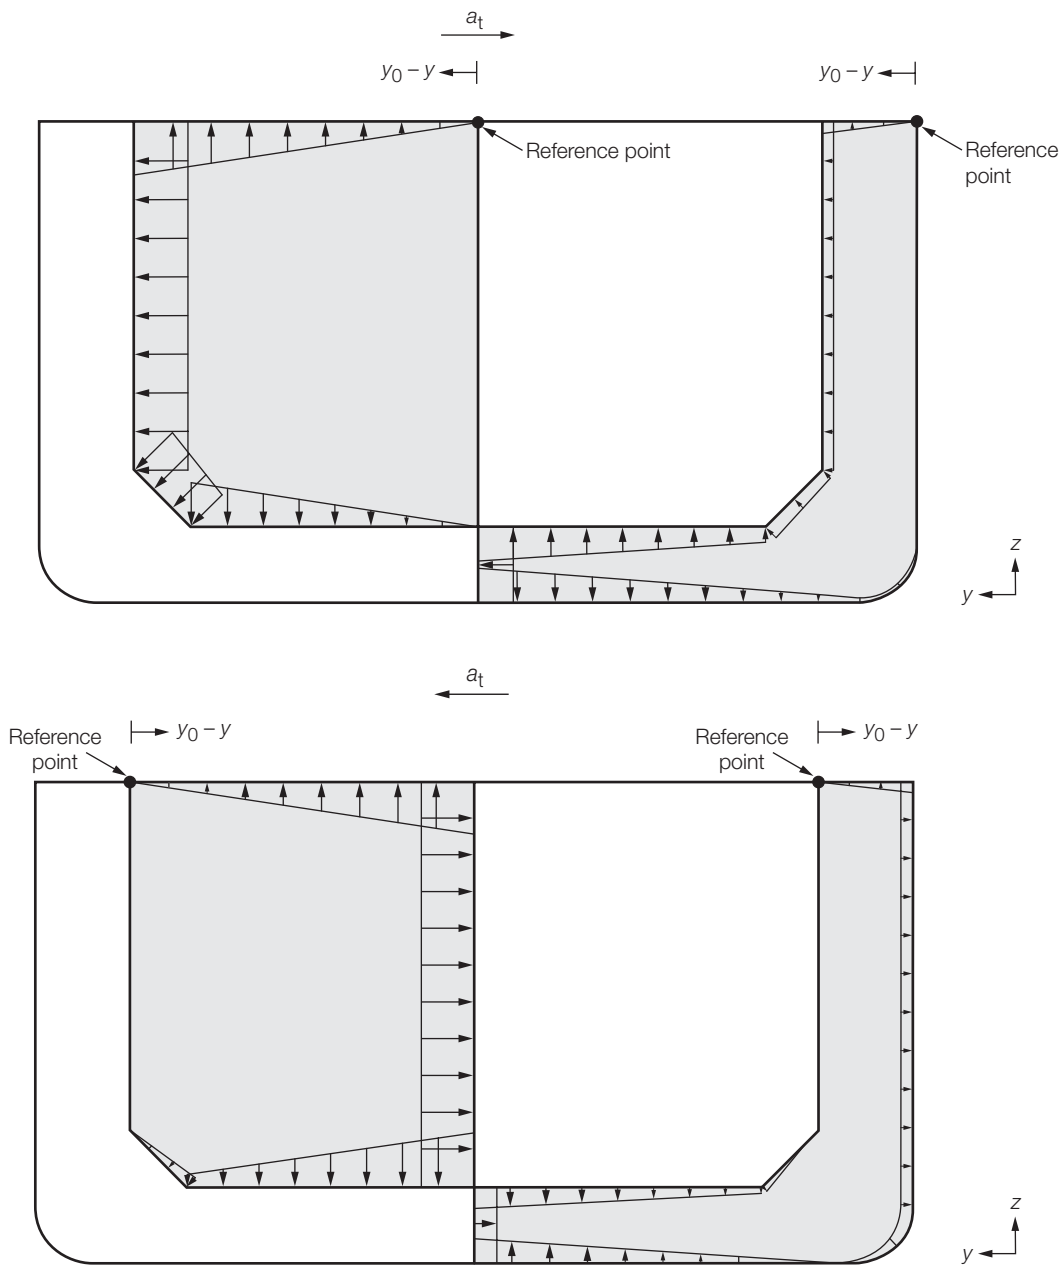 a_t
y_0 – y
y_0 – y
Reference point
Reference
point
z
y
a_t
y_0 – y
y_0 – y
Reference
point
Reference
point
z
y